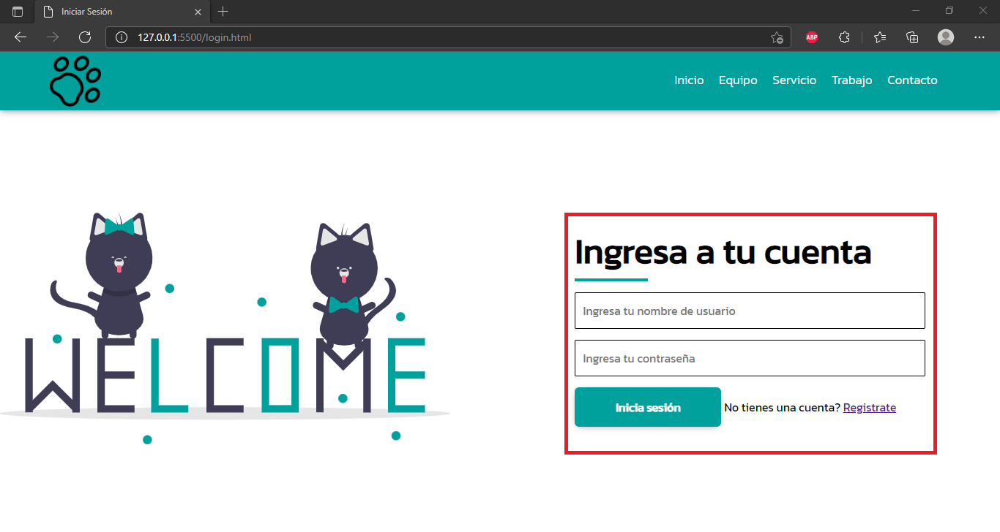 Iniciar Sesión
127.0.0.1:5500/login.html
ABP
Inicio Equipo Servicio Trabajo Contacto
WELCOME
Ingresa a tu cuenta
Ingresa tu nombre de usuario
Ingresa tu contraseña
Inicia sesión No tienes una cuenta? Registrate